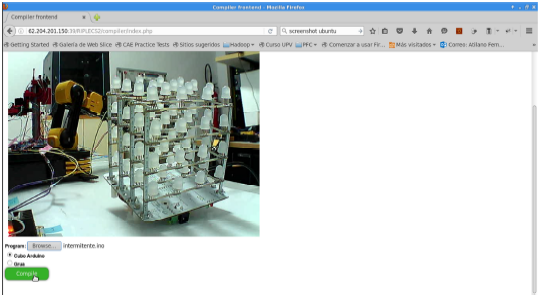 Compiler frontend - Mozilla Firefox
Compiler frontend
62.204.201.150:39/RIPLECS2/compiler/index.php
screenshot ubuntu
Getting Started Galería de Web Slice CAE Practice Tests Sitios sugeridos Hadoop Curso UPV PFC Comenzar a usar Fir... Más visitados Correo: Atilano Fern...
Program: Browse... intermitente.ino
Cubo Arduino
Gruas
Compile